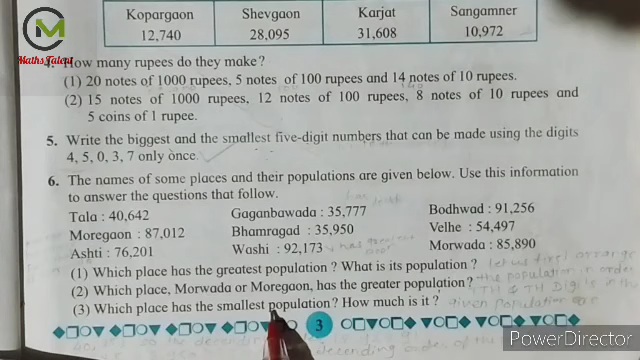 Kopargaon Shevgaon Karjat Sangamner
12,740 28,095 31,608 10,972
Maths Talent
4. How many rupees do they make?
(1) 20 notes of 1000 rupees, 5 notes of 100 rupees and 14 notes of 10 rupees.
(2) 15 notes of 1000 rupees, 12 notes of 100 rupees, 8 notes of 10 rupees and
5 coins of 1 rupee.
5. Write the biggest and the smallest five-digit numbers that can be made using the digits
4, 5, 0, 3, 7 only once.
6. The names of some places and their populations are given below. Use this information
to answer the questions that follow.
Tala : 40,642 Gaganbawada : 35,777 Bodhwad : 91,256
Moregaon : 87,012 Bhamragad : 35,950 Velhe : 54,497
Ashti : 76,201 Washi : 92,173 Morwada : 85,890
(1) Which place has the greatest population ? What is its population ?
(2) Which place, Morwada or Moregaon, has the greater population?
(3) Which place has the smallest population? How much is it ?
3
PowerDirector